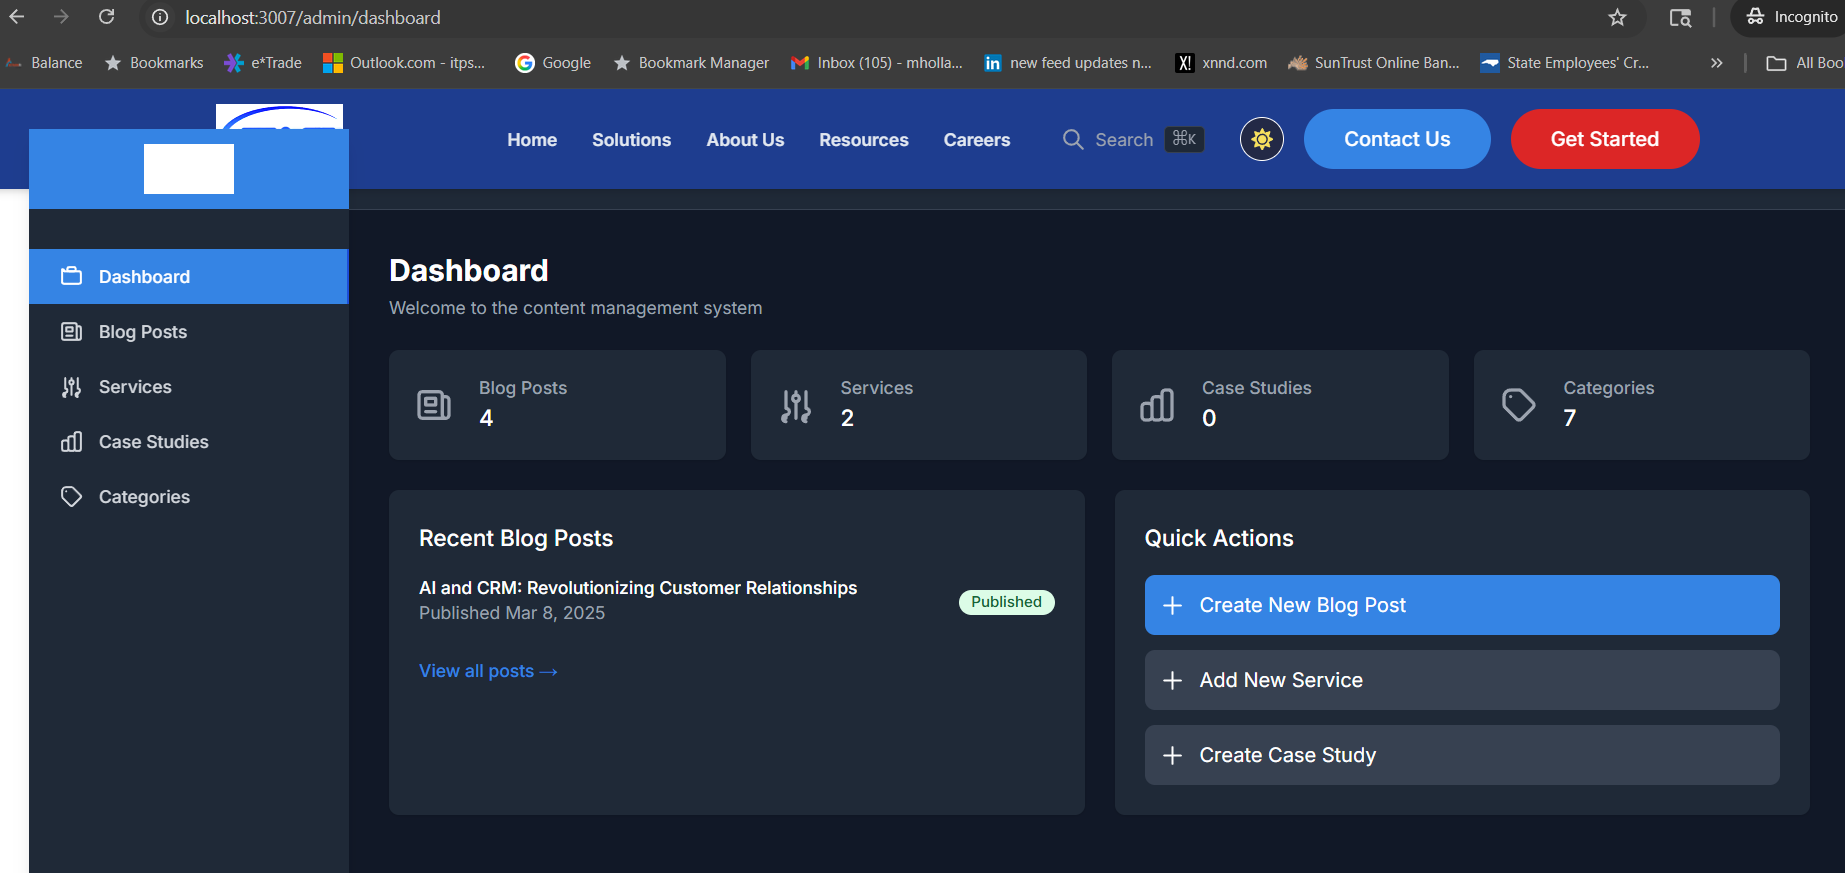 localhost:3007/admin/dashboard
Incognito
Balance
Bookmarks
e*Trade
Outlook.com - itps...
Google
Bookmark Manager
Inbox (105) - mholla...
new feed updates n...
xnnd.com
SunTrust Online Ban...
State Employees' Cr...
All Boo
Home
Solutions
About Us
Resources
Careers
Search ⌘K
Contact Us
Get Started
Dashboard
Blog Posts
Services
Case Studies
Categories
Dashboard
Welcome to the content management system
Blog Posts
4
Services
2
Case Studies
0
Categories
7
Recent Blog Posts
AI and CRM: Revolutionizing Customer Relationships
Published Mar 8, 2025
Published
View all posts →
Quick Actions
Create New Blog Post
Add New Service
Create Case Study